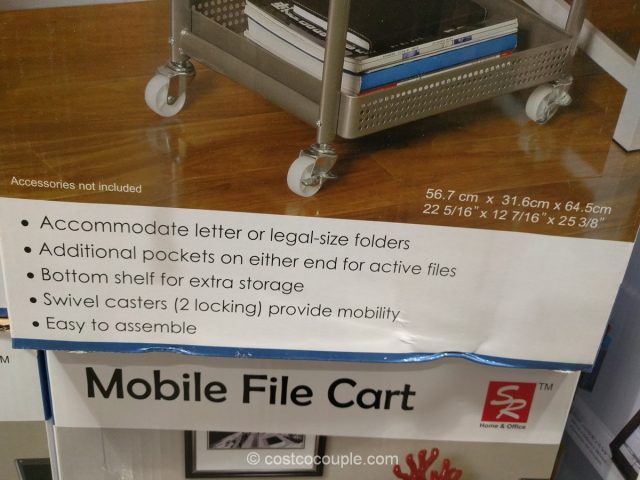 Accessories not included
56.7 cm x 31.6cm x 64.5cm
22 5/16" x 12 7/16" x 25 3/8"
• Accommodate letter or legal-size folders
• Additional pockets on either end for active files
• Bottom shelf for extra storage
• Swivel casters (2 locking) provide mobility
• Easy to assemble
TM
Mobile File Cart
SR TM
Home & Office
© costcocouple.com